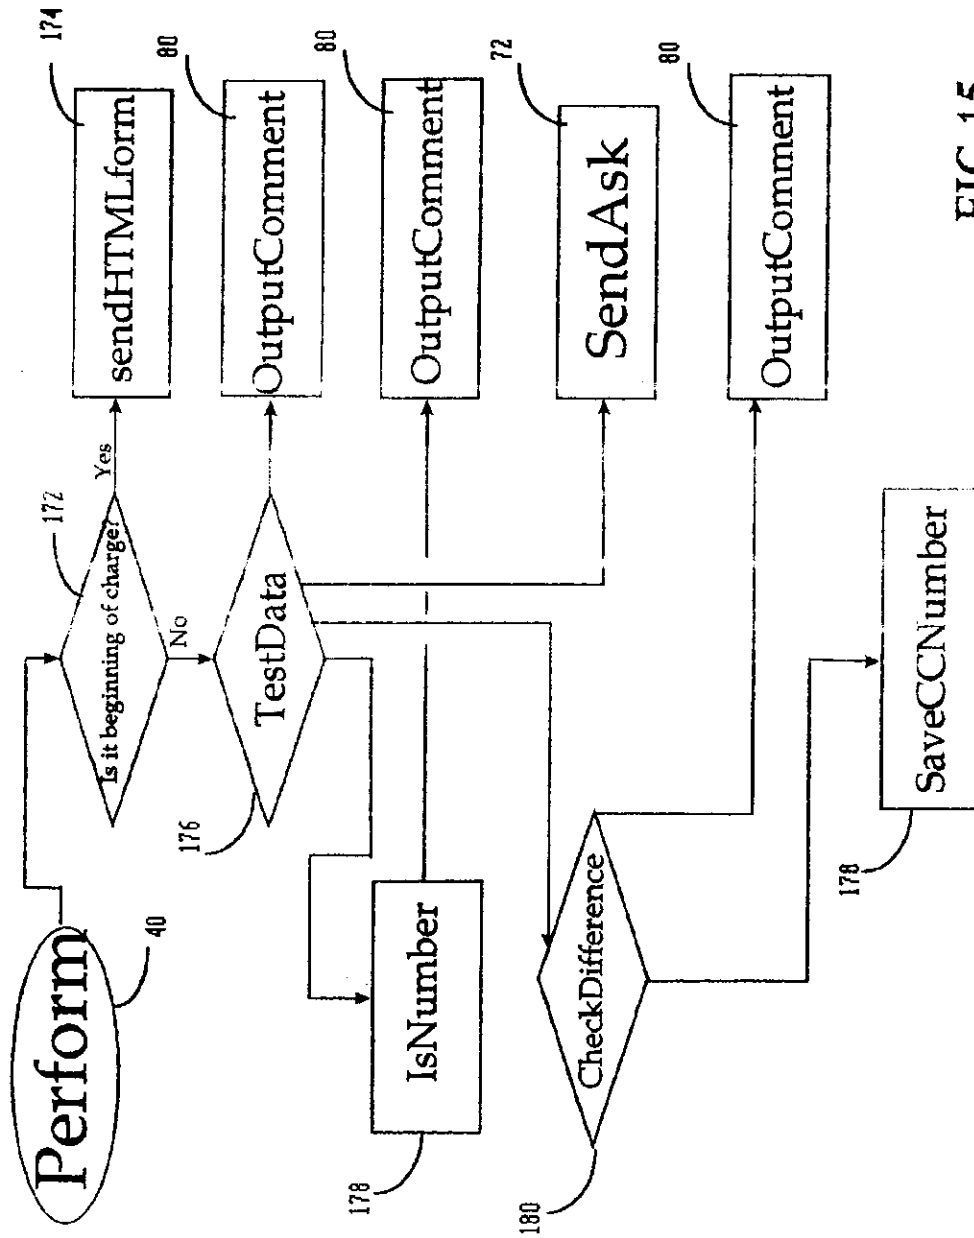 Perform
40
Is it beginning of charge?
172
Yes
sendHTMLform
174
No
TestData
176
OutputComment
80
IsNumber
178
OutputComment
80
SendAsk
72
CheckDifference
180
OutputComment
80
SaveCCNumber
178
FIG. 15